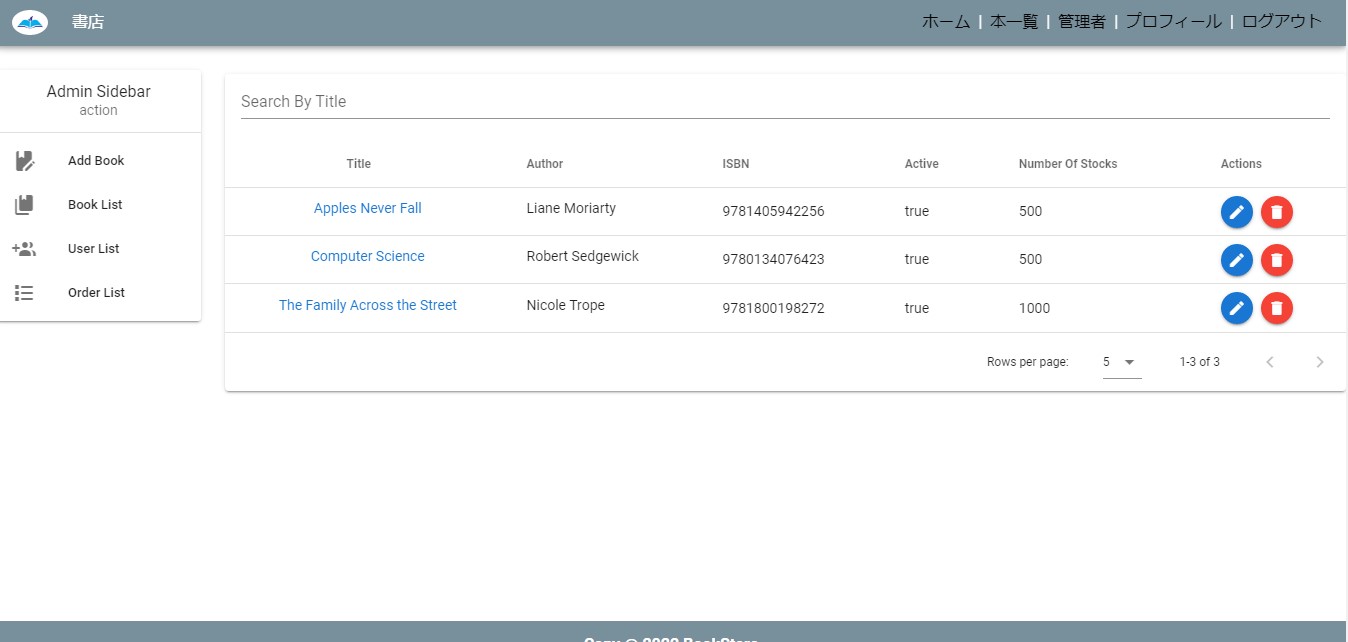 書店
ホーム | 本一覧 | 管理者 | プロフィール | ログアウト
Admin Sidebar
action
Add Book
Book List
User List
Order List
Search By Title
Title Author ISBN Active Number Of Stocks Actions
Apples Never Fall Liane Moriarty 9781405942256 true 500
Computer Science Robert Sedgewick 9780134076423 true 500
The Family Across the Street Nicole Trope 9781800198272 true 1000
Rows per page: 5 1-3 of 3